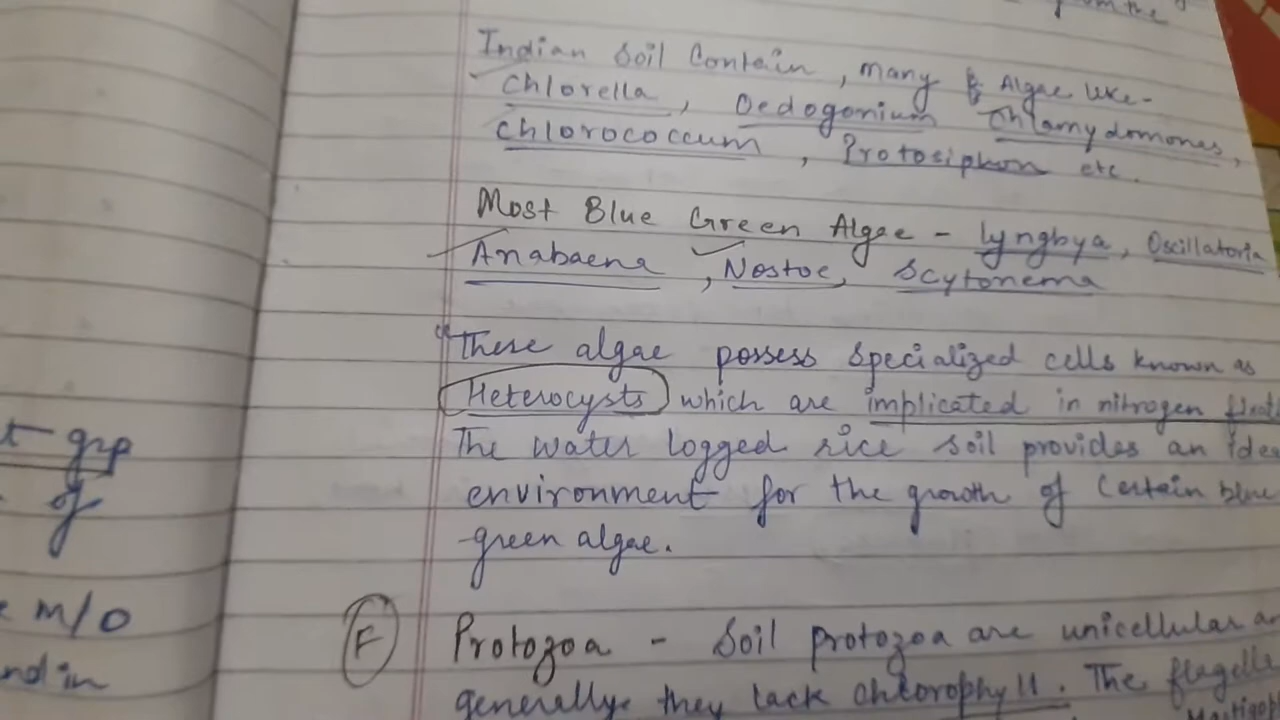 from the
Indian Soil Contain, many Algae like-
Chlorella, Oedogonium Chlamydomones,
chlorococcum, Protosiphon etc.
Most Blue Green Algae - lyngbya, Oscillatoria
Anabaena, Nostoc, Scytonema
"These algae possess specialized cells known as
Heterocysts which are implicated in nitrogen
The water logged rice soil provides an
environment for the growth of certain blue
green algae.
F Protozoa - Soil protozoa are unicellular
generally they lack chlorophyll. The
grp
of
m/o
in